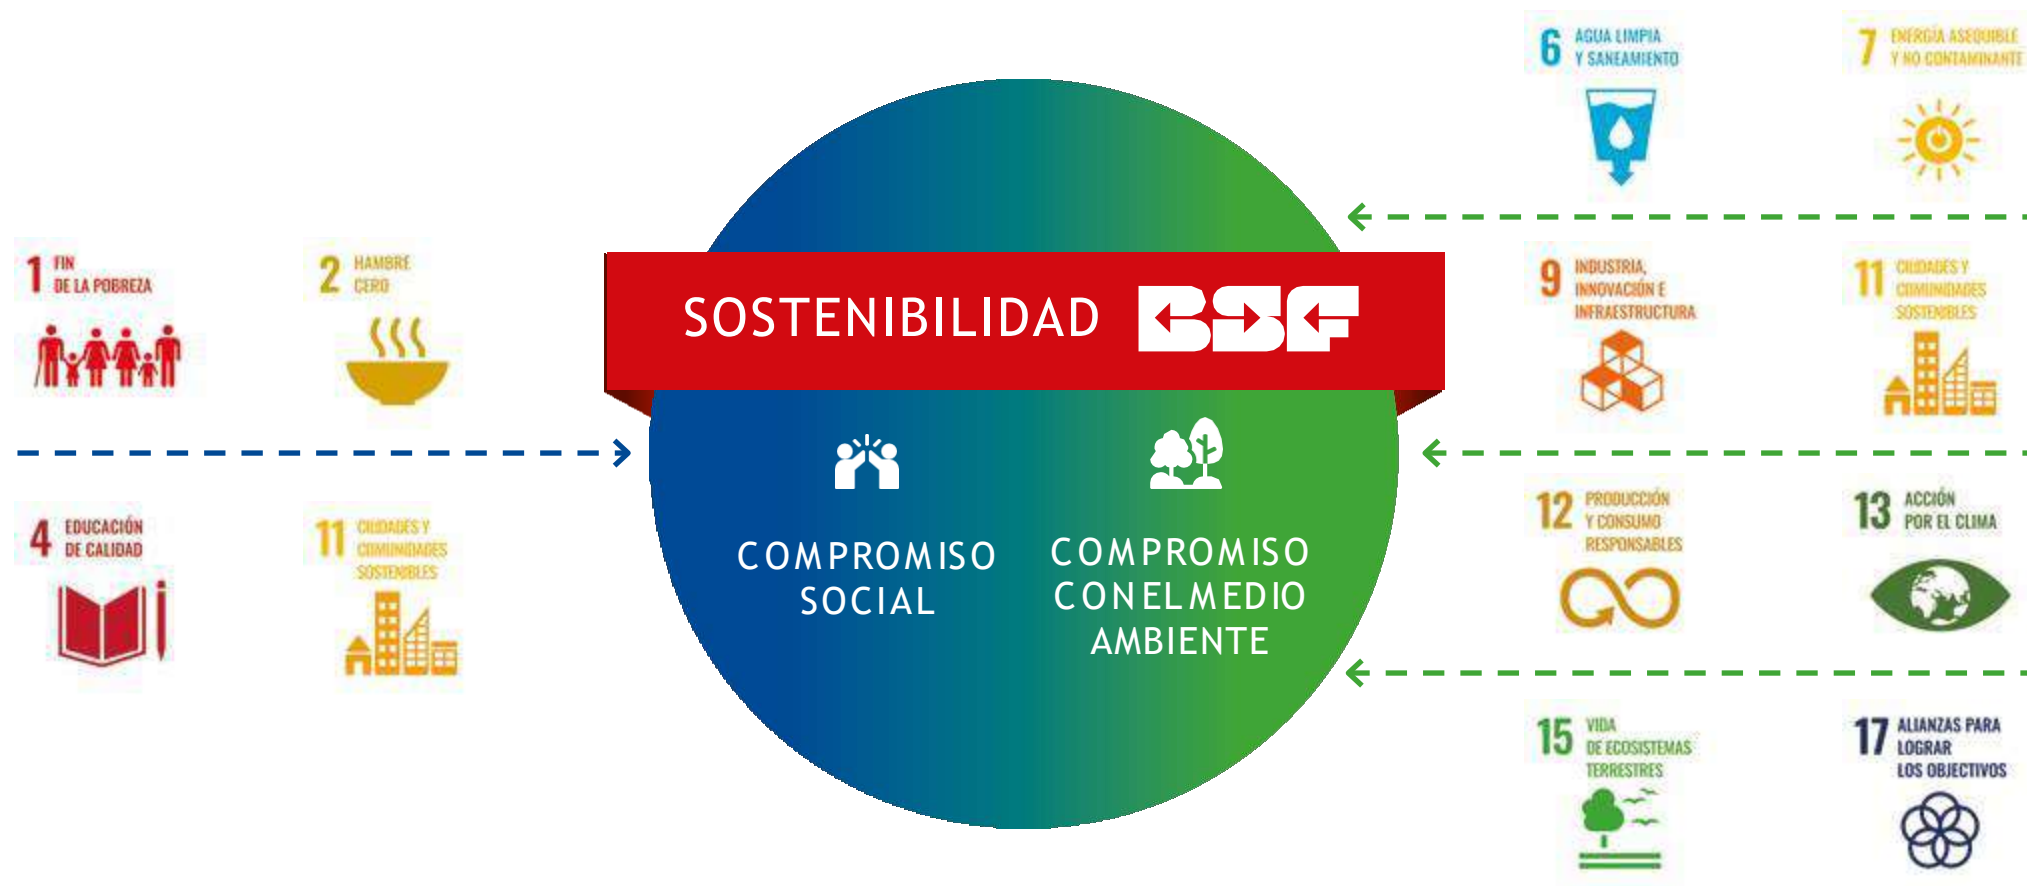 1 FIN
DE LA POBREZA
2 HAMBRE
CERO
4 EDUCACIÓN
DE CALIDAD
11 CIUDADES Y
COMUNIDADES
SOSTENIBLES
SOSTENIBILIDAD BSF
COMPROMISO
SOCIAL
COMPROMISO
CONELMEDIO
AMBIENTE
6 AGUA LIMPIA
Y SANEAMIENTO
7 ENERGÍA ASEQUIBLE
Y NO CONTAMINANTE
9 INDUSTRIA,
INNOVACIÓN E
INFRAESTRUCTURA
11 CIUDADES Y
COMUNIDADES
SOSTENIBLES
12 PRODUCCIÓN
Y CONSUMO
RESPONSABLES
13 ACCIÓN
POR EL CLIMA
15 VIDA
DE ECOSISTEMAS
TERRESTRES
17 ALIANZAS PARA
LOGRAR
LOS OBJECTIVOS